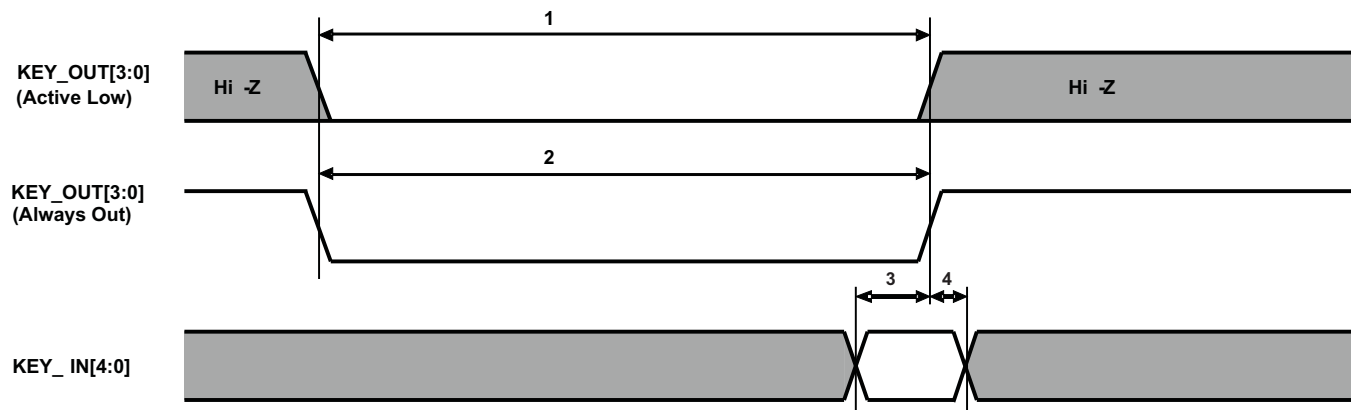 1
KEY_OUT[3:0]
(Active Low)
Hi -Z
Hi -Z
2
KEY_OUT[3:0]
(Always Out)
3
4
KEY_ IN[4:0]